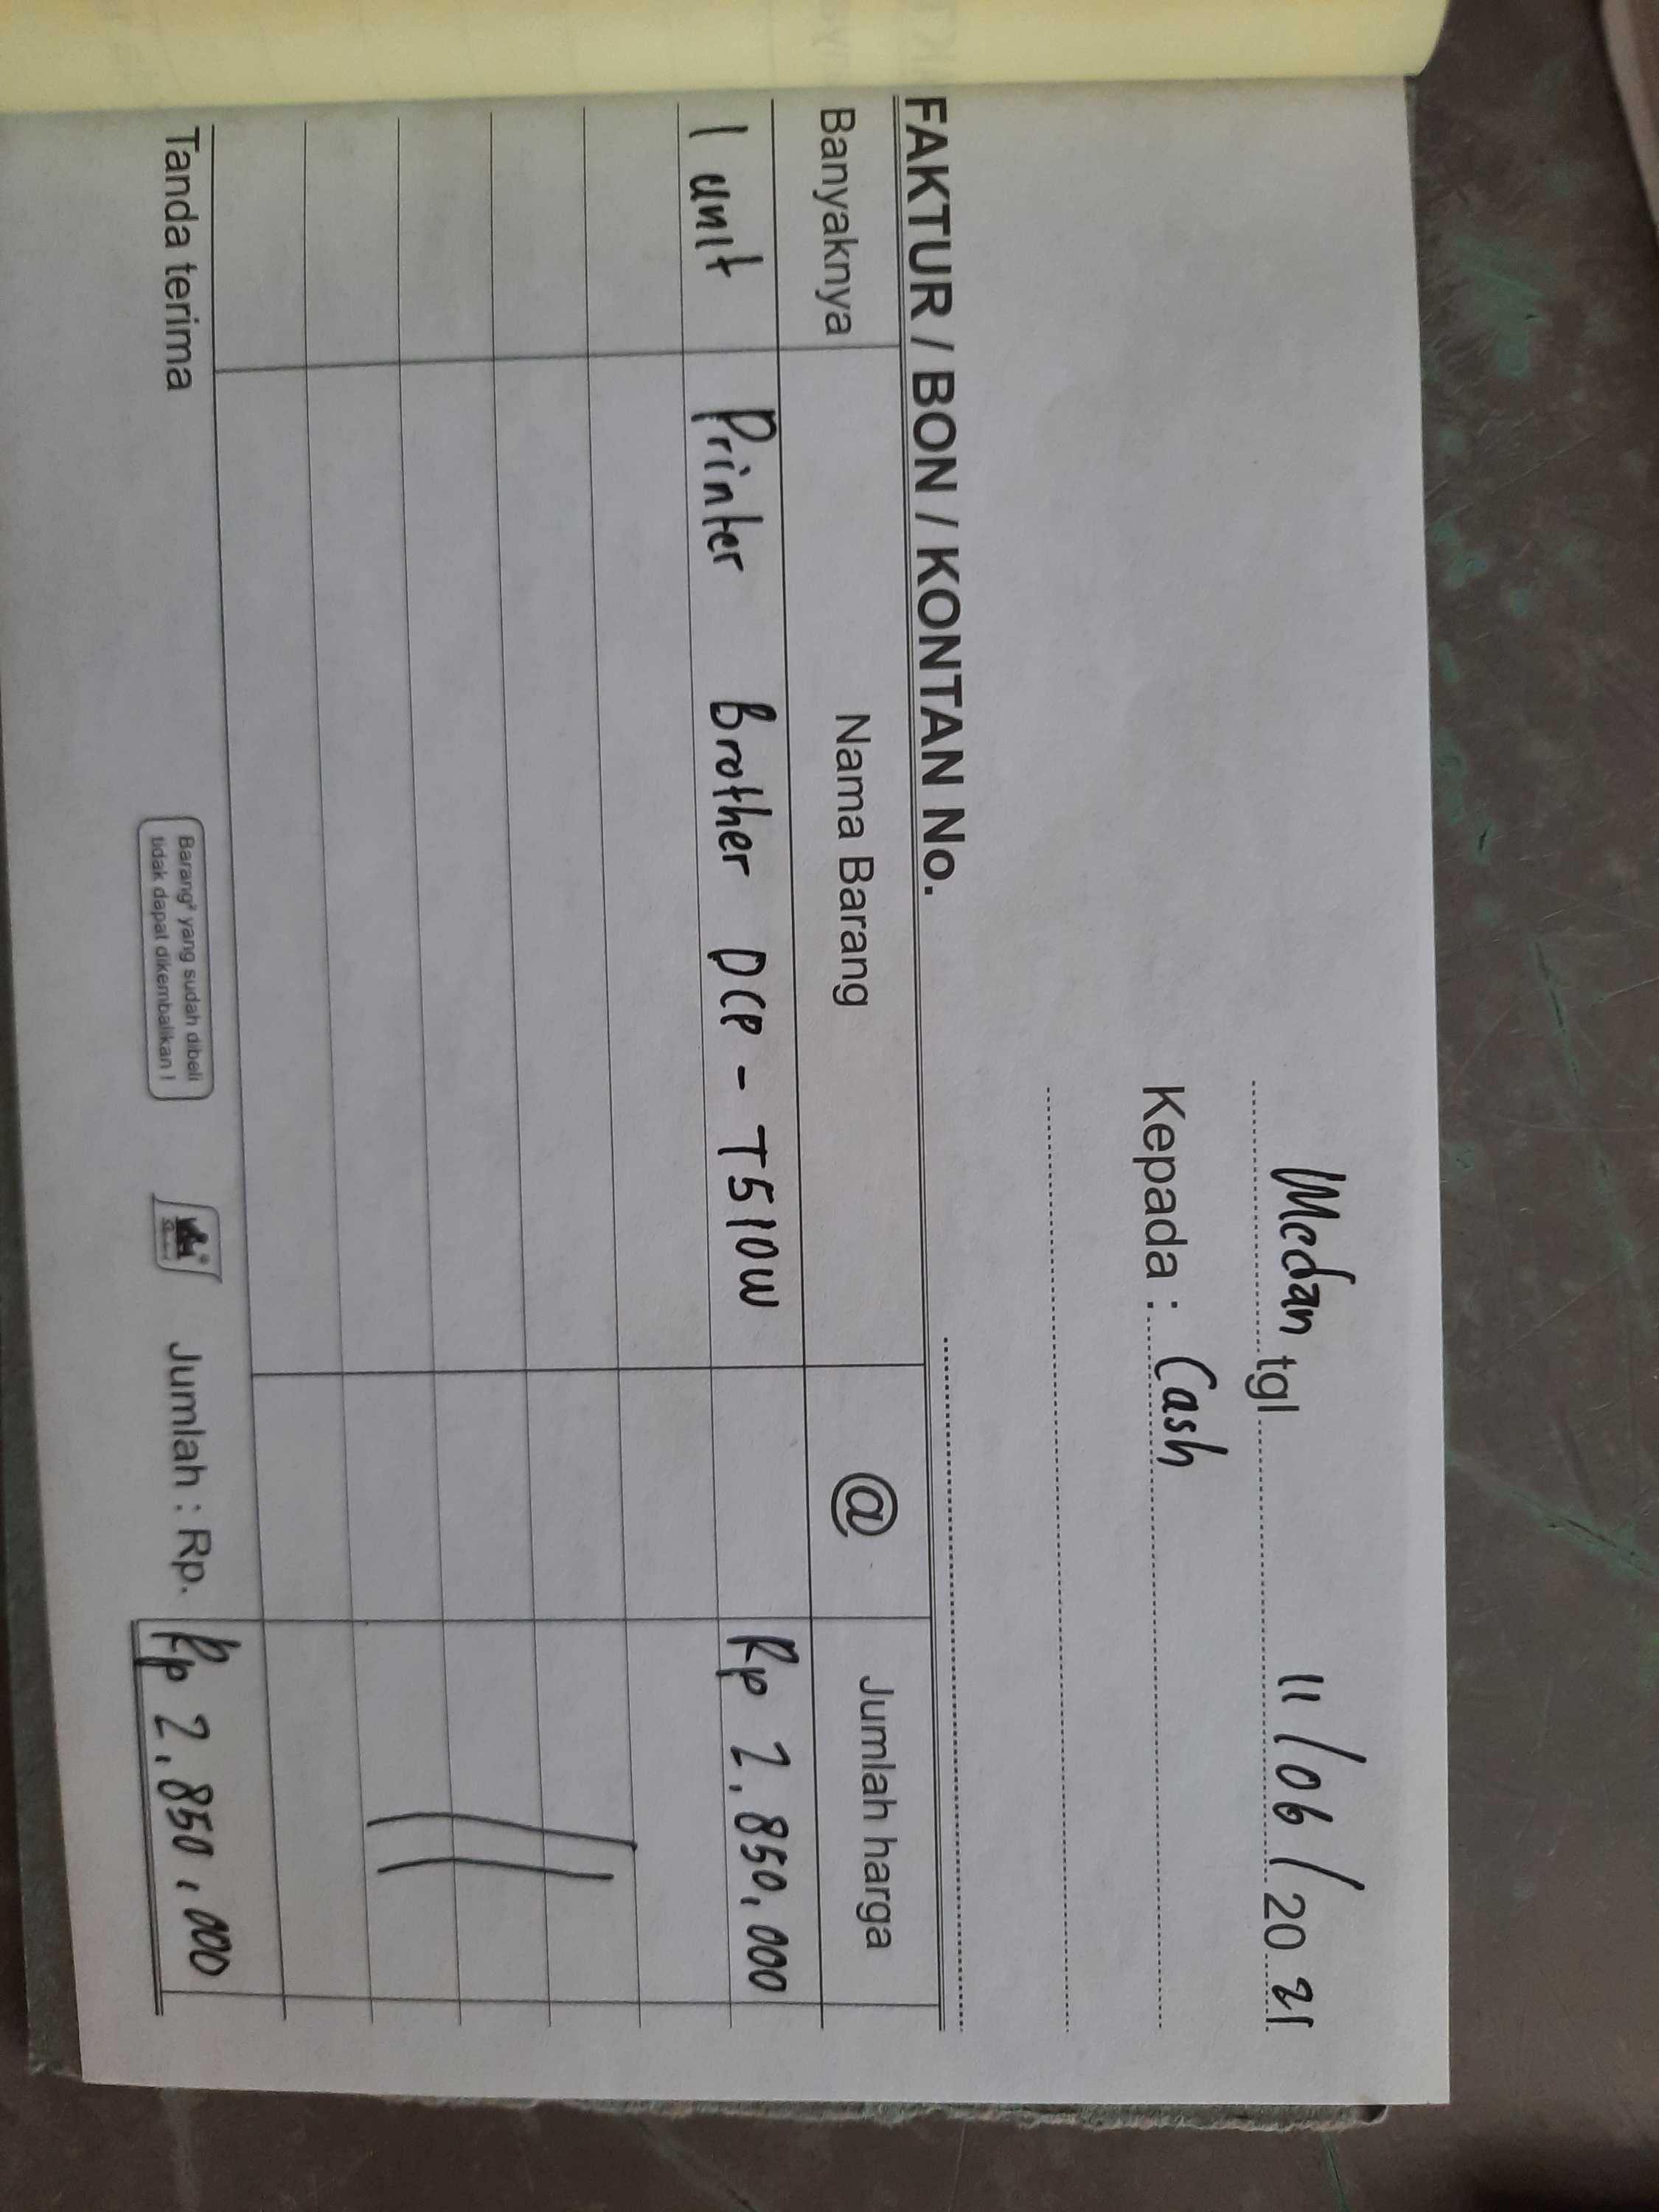 Medan tgl 11/06/2021
Kepada : Cash
FAKTUR / BON / KONTAN No.
Banyaknya Nama Barang @ Jumlah harga
1 unit Printer Brother DCP - T510W Rp 2.850.000
Tanda terima
Barang² yang sudah dibeli
tidak dapat dikembalikan !
Jumlah : Rp. Rp 2.850.000